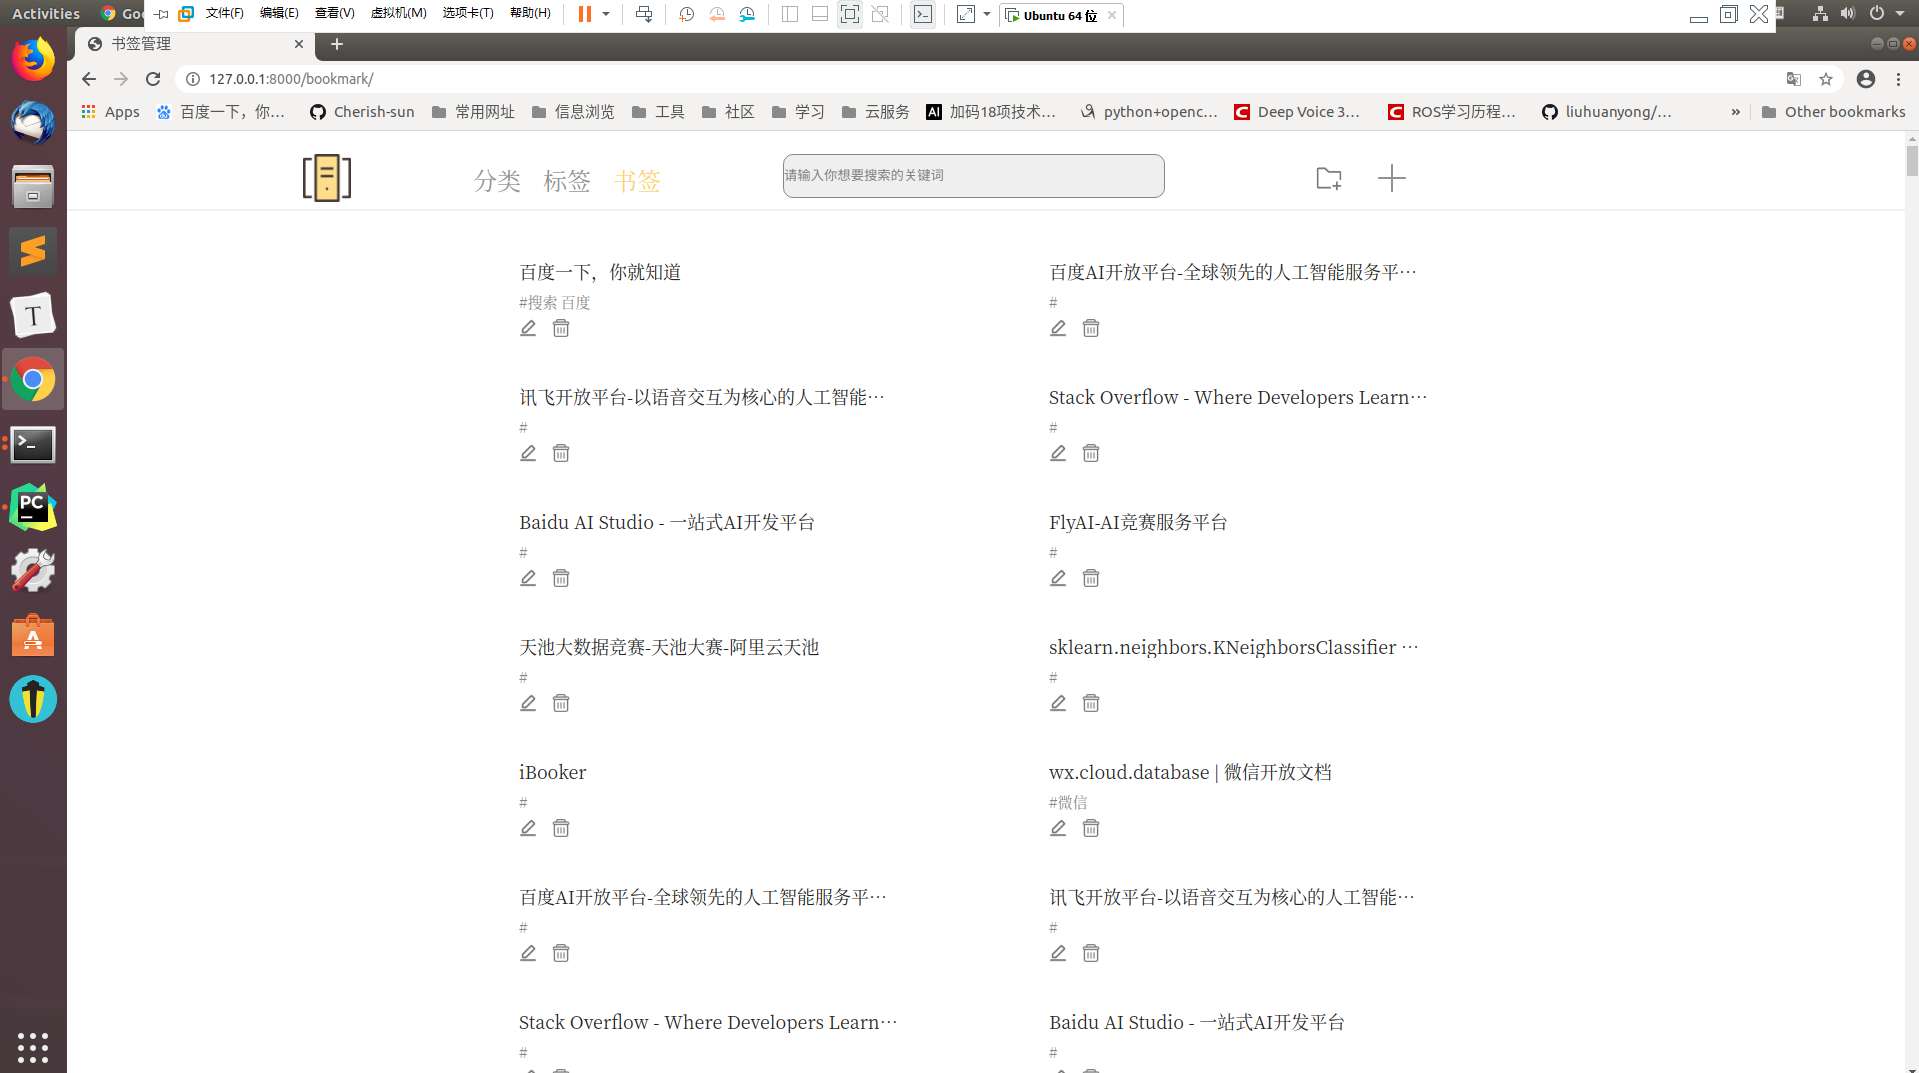 Activities
文件(F) 编辑(E) 查看(V) 虚拟机(M) 选项卡(T) 帮助(H) Ubuntu 64 位
书签管理
127.0.0.1:8000/bookmark/
Apps 百度一下，你... Cherish-sun 常用网址 信息浏览 工具 社区 学习 云服务 AI 加码18项技术... python+openc... Deep Voice 3... ROS学习历程... liuhuanyong/... » Other bookmarks
分类 标签 书签 请输入你想要搜索的关键词
百度一下，你就知道
#搜索 百度
百度AI开放平台-全球领先的人工智能服务平…
#
讯飞开放平台-以语音交互为核心的人工智能…
#
Stack Overflow - Where Developers Learn…
#
Baidu AI Studio - 一站式AI开发平台
#
FlyAI-AI竞赛服务平台
#
天池大数据竞赛-天池大赛-阿里云天池
#
sklearn.neighbors.KNeighborsClassifier …
#
iBooker
#
wx.cloud.database | 微信开放文档
#微信
百度AI开放平台-全球领先的人工智能服务平…
#
讯飞开放平台-以语音交互为核心的人工智能…
#
Stack Overflow - Where Developers Learn…
#
Baidu AI Studio - 一站式AI开发平台
#
T
PC
A